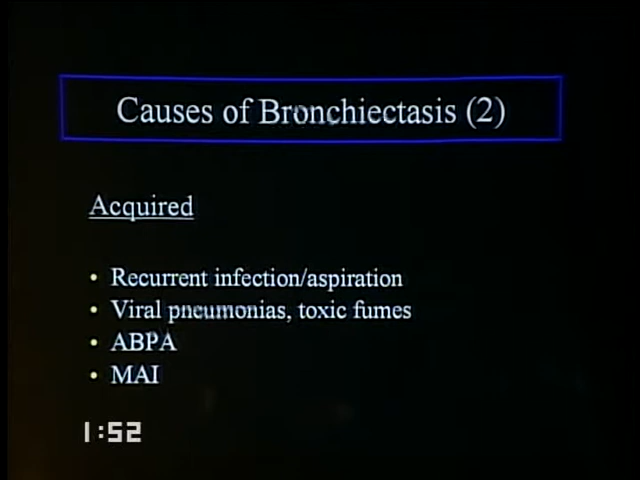 Causes of Bronchiectasis (2)
Acquired
• Recurrent infection/aspiration
• Viral pneumonias, toxic fumes
• ABPA
• MAI
1:52